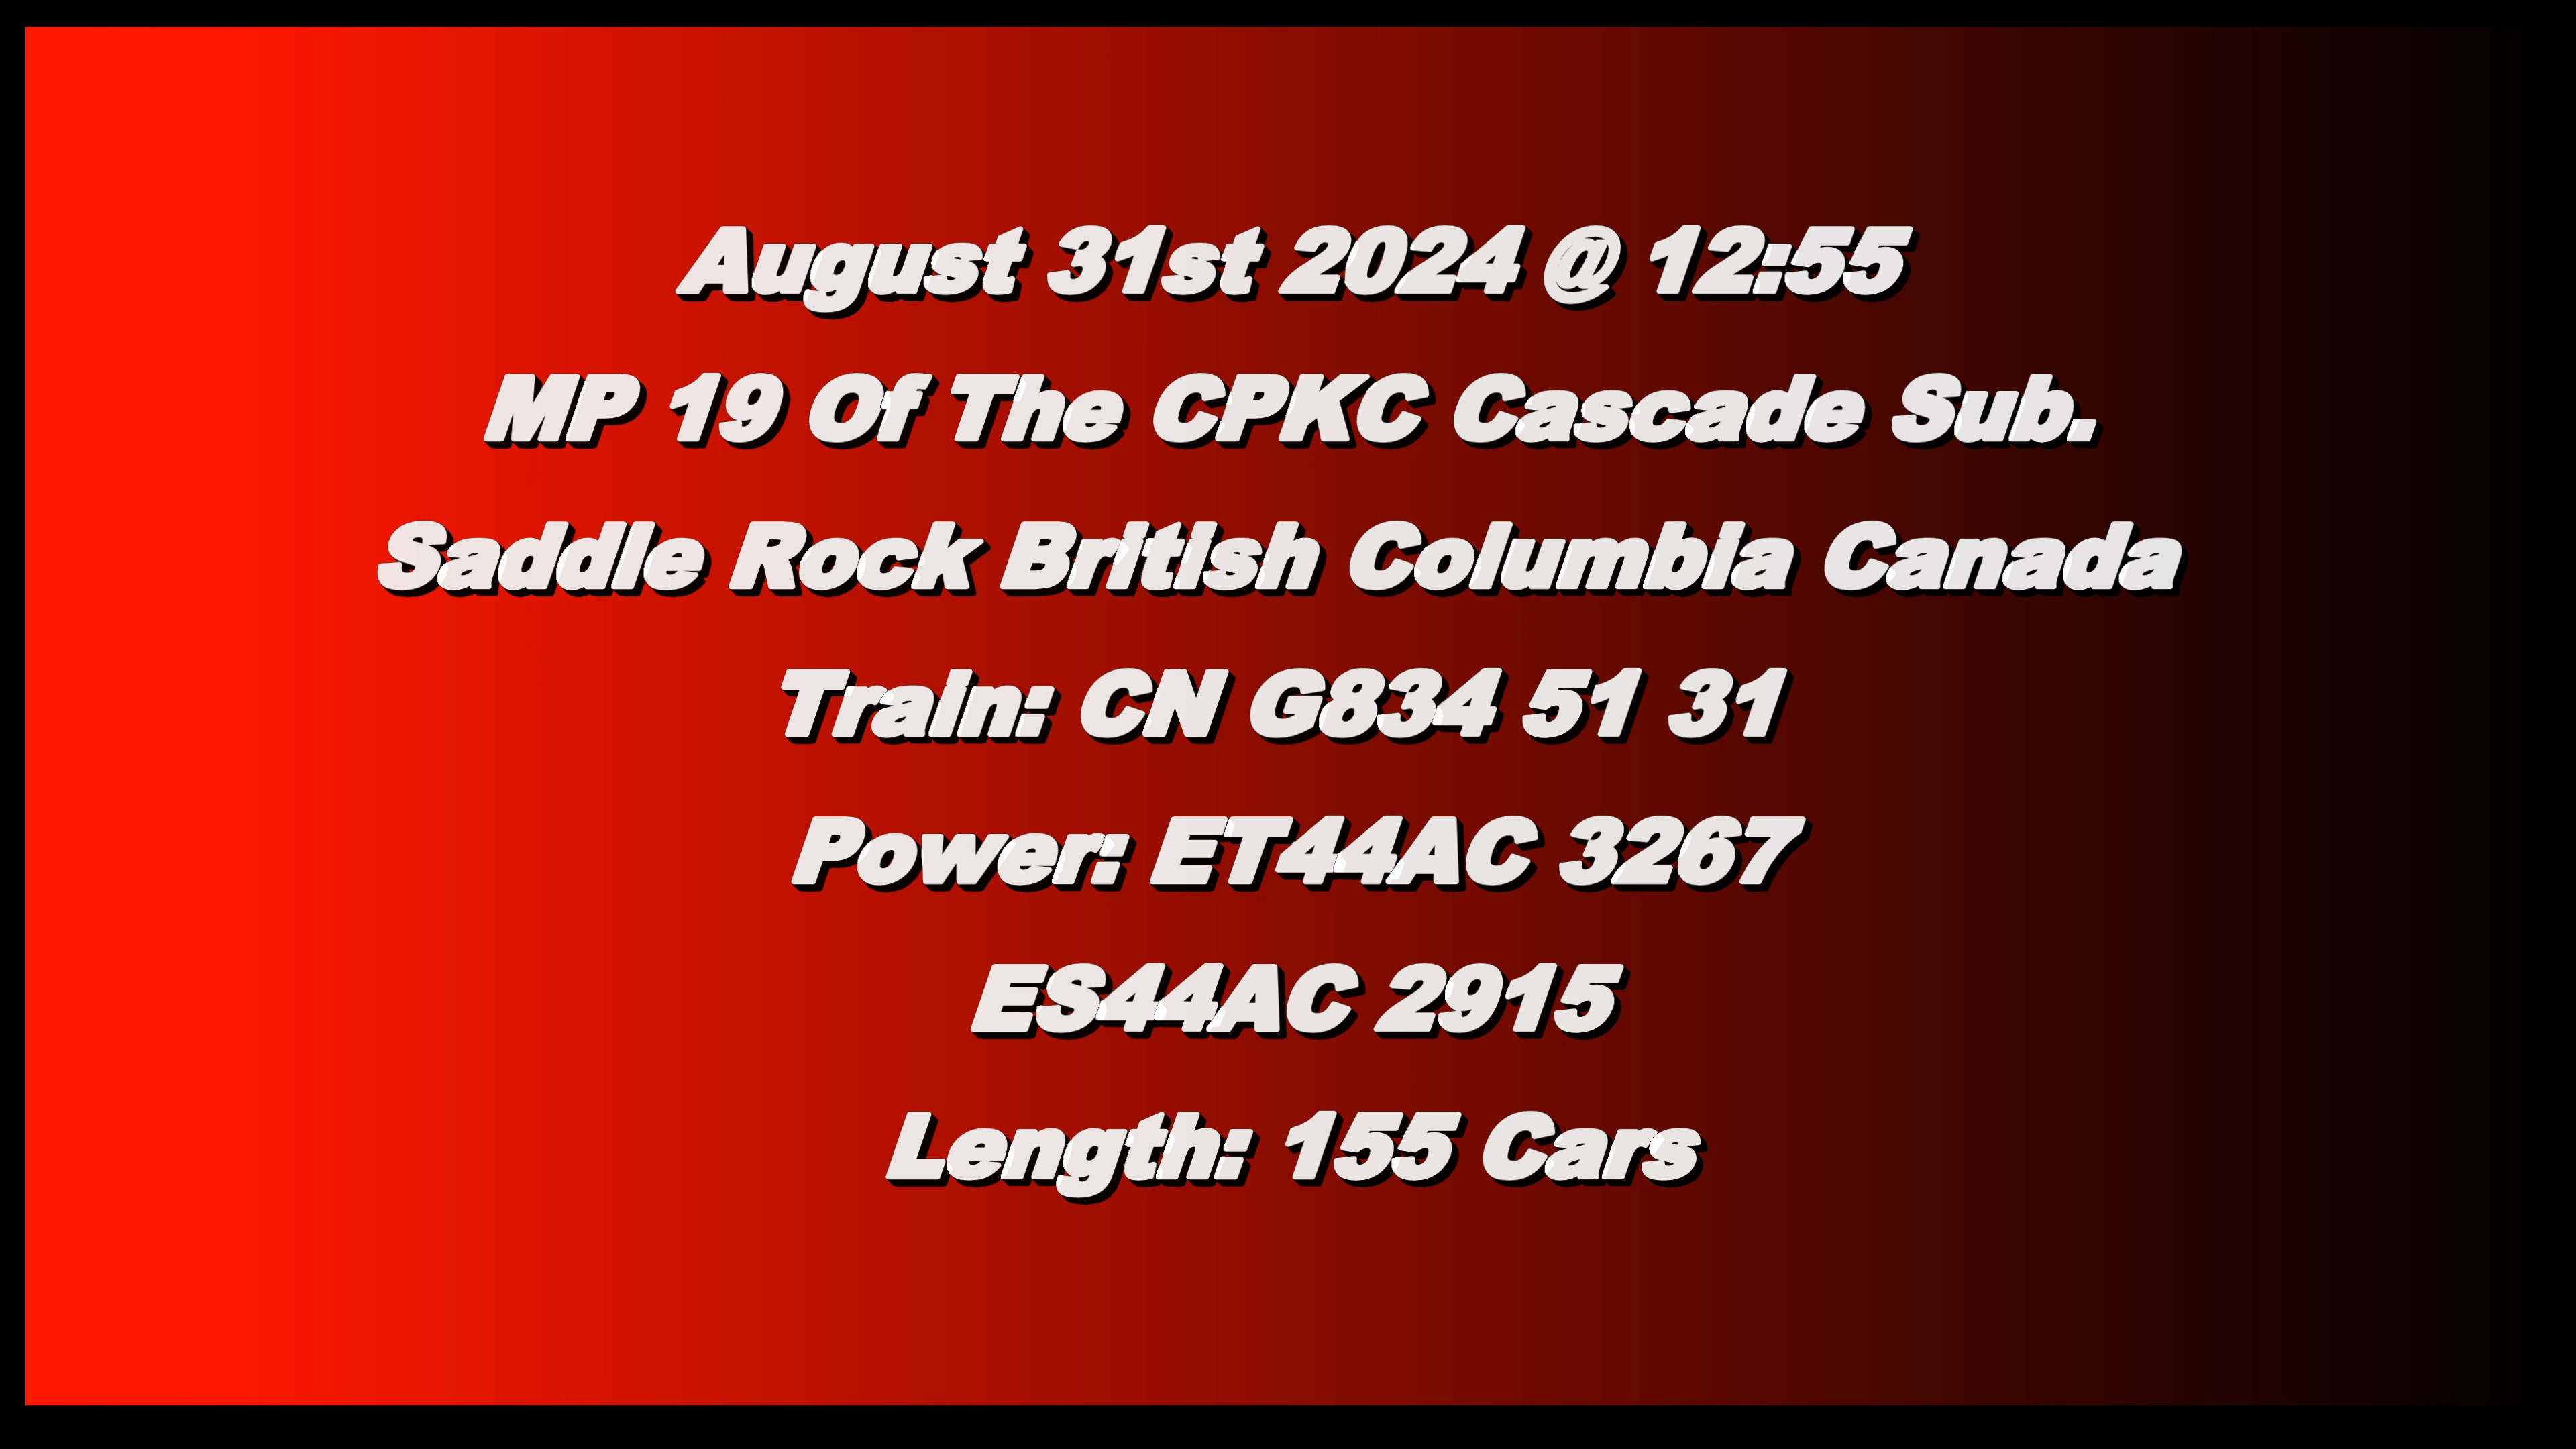 August 31st 2024 @ 12:55
MP 19 Of The CPKC Cascade Sub.
Saddle Rock British Columbia Canada
Train: CN G834 51 31
Power: ET44AC 3267
ES44AC 2915
Length: 155 Cars